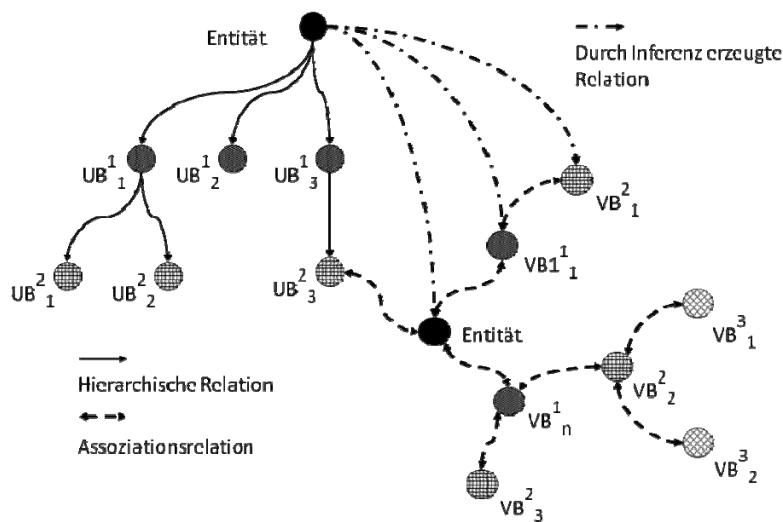 Entität
Durch Inferenz erzeugte
Relation
UB¹₁
UB¹₂
UB¹₃
VB²₁
VB1¹₁
UB²₁
UB²₂
UB²₃
Entität
VB³₁
Hierarchische Relation
VB²₂
VB¹ₙ
Assoziationsrelation
VB³₂
VB²₃